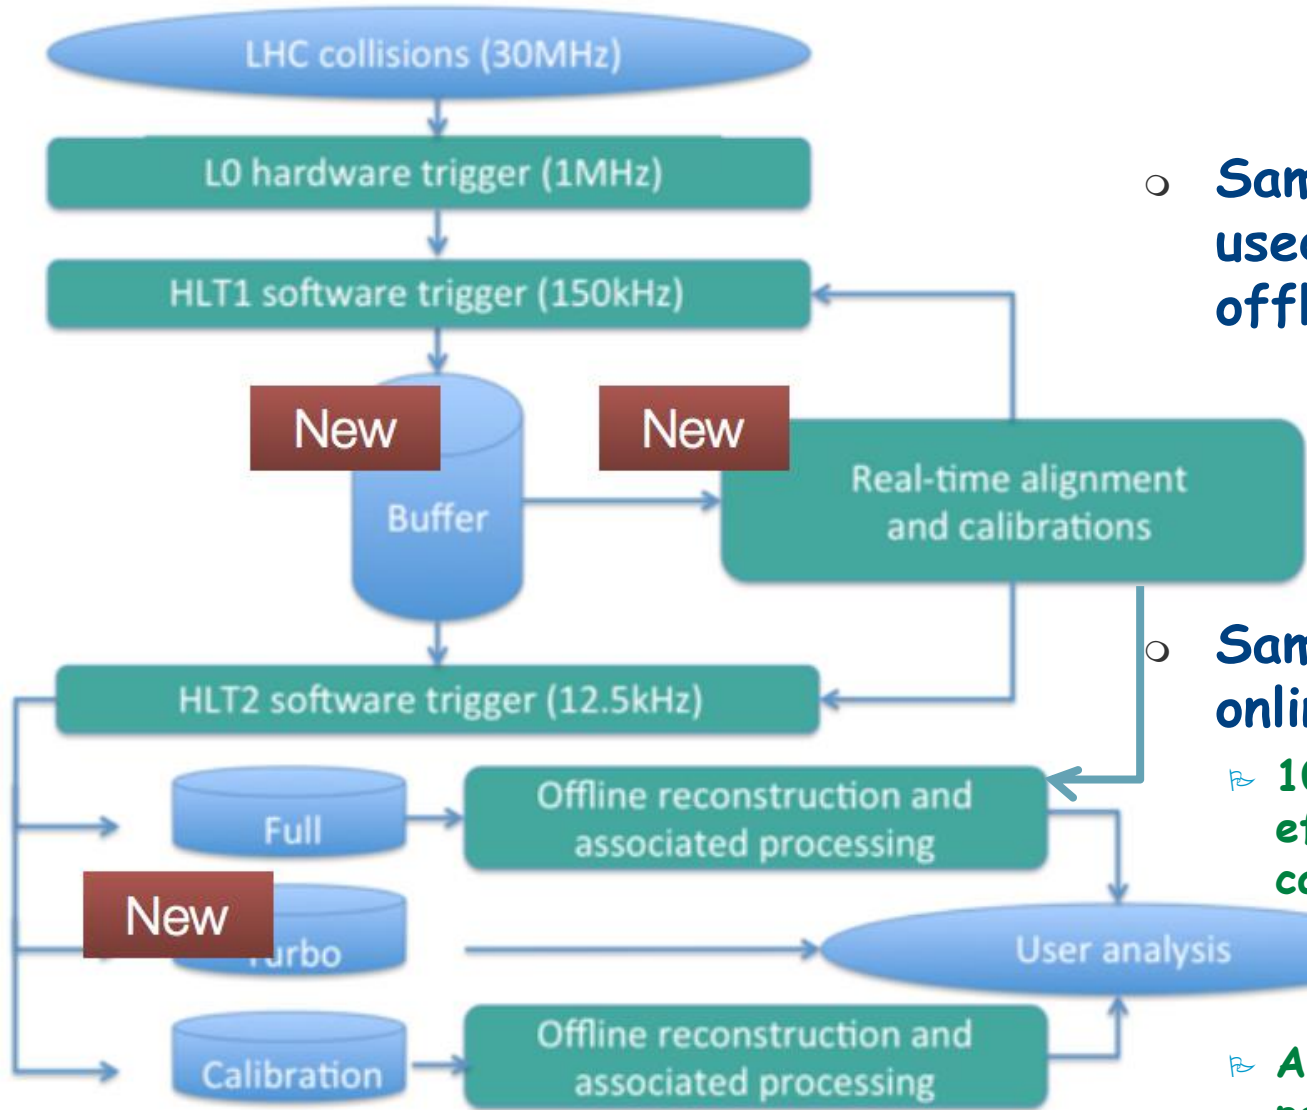 LHC collisions (30MHz)
L0 hardware trigger (1MHz)
HLT1 software trigger (150kHz)
New
New
Buffer
Real-time alignment
and calibrations
HLT2 software trigger (12.5kHz)
Full
Offline reconstruction and
associated processing
New
User analysis
Calibration
Offline reconstruction and
associated processing